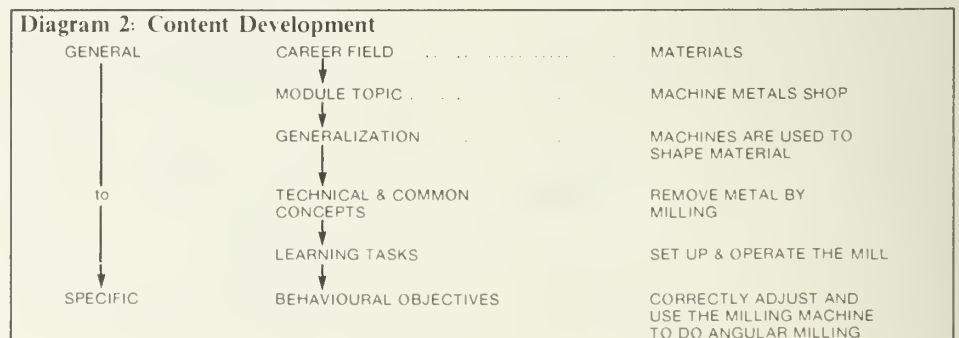 Diagram 2: Content Development
GENERAL CAREER FIELD .. .. ..... ..... . MATERIALS
MODULE TOPIC . . . . MACHINE METALS SHOP
GENERALIZATION . . MACHINES ARE USED TO
SHAPE MATERIAL
to TECHNICAL & COMMON REMOVE METAL BY
CONCEPTS MILLING
LEARNING TASKS SET UP & OPERATE THE MILL
SPECIFIC BEHAVIOURAL OBJECTIVES CORRECTLY ADJUST AND
USE THE MILLING MACHINE
TO DO ANGULAR MILLING